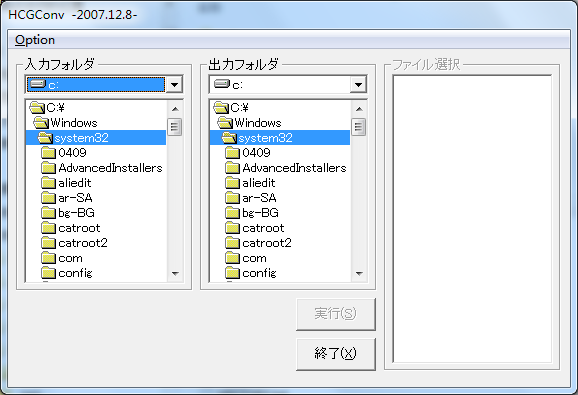 HCGConv -2007.12.8-
Option
入力フォルダ
c:
C:¥
Windows
system32
0409
AdvancedInstallers
aliedit
ar-SA
bg-BG
catroot
catroot2
com
config
出力フォルダ
c:
C:¥
Windows
system32
0409
AdvancedInstallers
aliedit
ar-SA
bg-BG
catroot
catroot2
com
config
ファイル選択
実行(S)
終了(X)